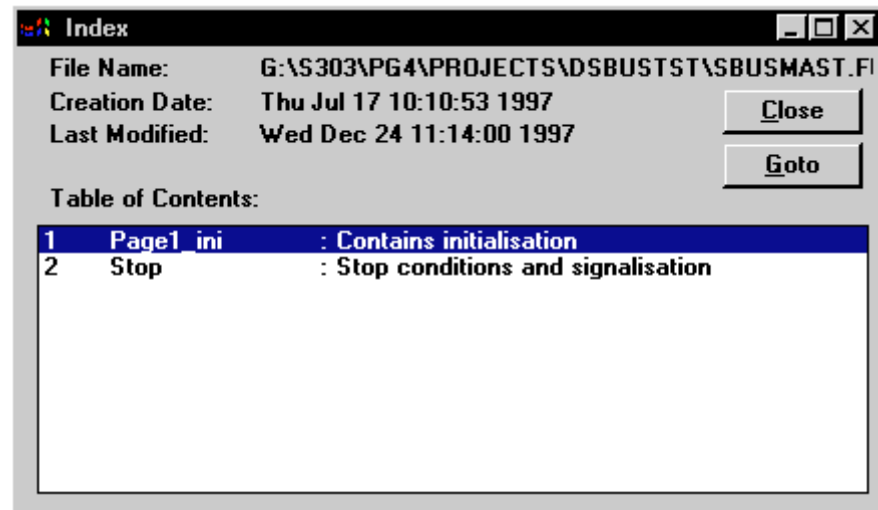 Index
File Name: G:\S303\PG4\PROJECTS\DSBUSTST\SBUSMAST.F
Creation Date: Thu Jul 17 10:10:53 1997
Close
Last Modified: Wed Dec 24 11:14:00 1997
Goto
Table of Contents:
1 Page1_ini : Contains initialisation
2 Stop : Stop conditions and signalisation